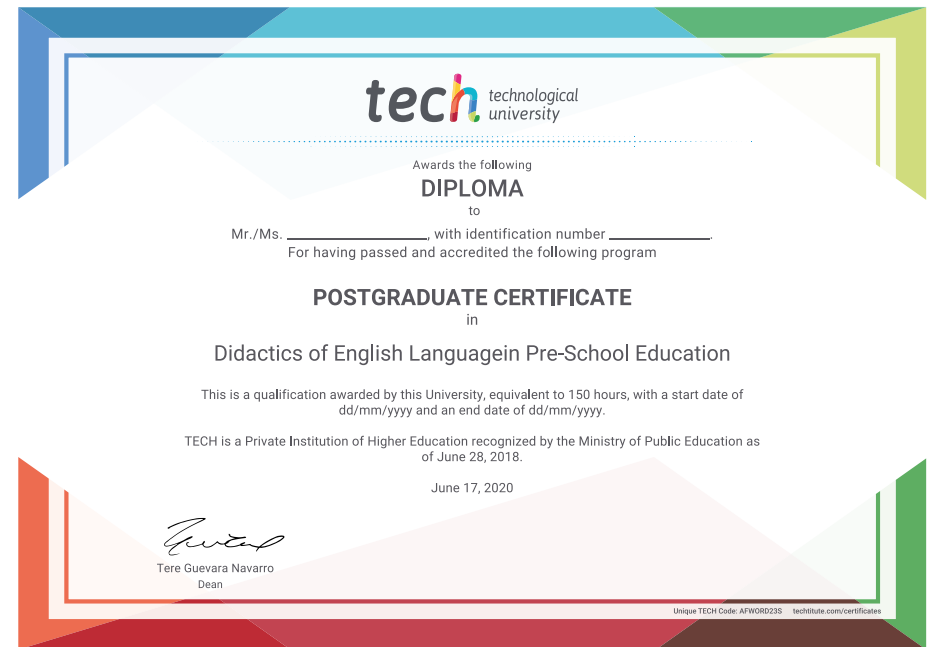 tech technological
university
Awards the following
DIPLOMA
to
Mr./Ms. ____________________, with identification number ______________.
For having passed and accredited the following program
POSTGRADUATE CERTIFICATE
in
Didactics of English Languagein Pre-School Education
This is a qualification awarded by this University, equivalent to 150 hours, with a start date of
dd/mm/yyyy and an end date of dd/mm/yyyy.
TECH is a Private Institution of Higher Education recognized by the Ministry of Public Education as
of June 28, 2018.
June 17, 2020
Tere Guevara Navarro
Dean
Unique TECH Code: AFWORD23S techtitute.com/certificates